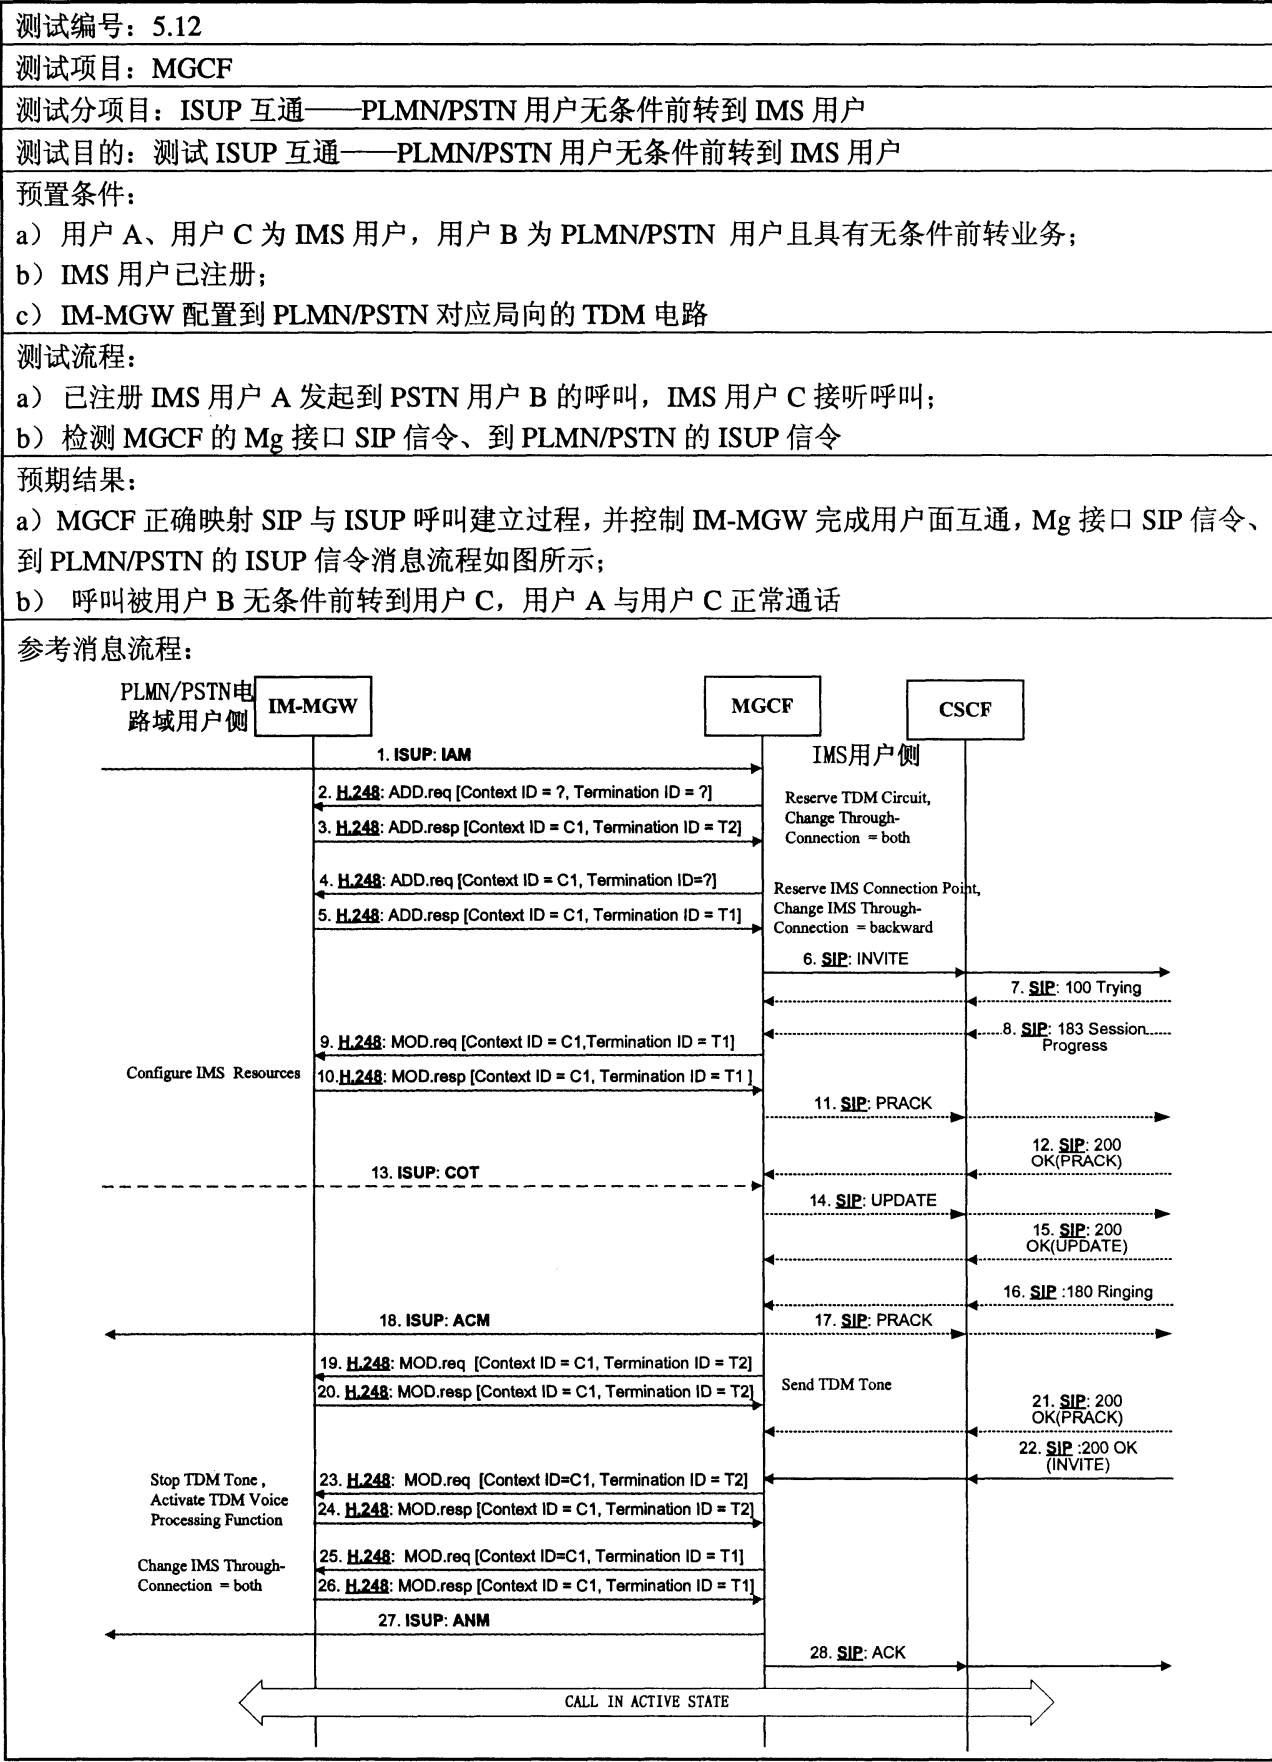 测试编号：5.12
测试项目：MGCF
测试分项目：ISUP 互通——PLMN/PSTN 用户无条件前转到 IMS 用户
测试目的：测试 ISUP 互通——PLMN/PSTN 用户无条件前转到 IMS 用户
预置条件：
a）用户 A、用户 C 为 IMS 用户，用户 B 为 PLMN/PSTN 用户且具有无条件前转业务；
b）IMS 用户已注册；
c）IM-MGW 配置到 PLMN/PSTN 对应局向的 TDM 电路
测试流程：
a）已注册 IMS 用户 A 发起到 PSTN 用户 B 的呼叫，IMS 用户 C 接听呼叫；
b）检测 MGCF 的 Mg 接口 SIP 信令、到 PLMN/PSTN 的 ISUP 信令
预期结果：
a）MGCF 正确映射 SIP 与 ISUP 呼叫建立过程，并控制 IM-MGW 完成用户面互通，Mg 接口 SIP 信令、
到 PLMN/PSTN 的 ISUP 信令消息流程如图所示；
b） 呼叫被用户 B 无条件前转到用户 C，用户 A 与用户 C 正常通话
参考消息流程：
PLMN/PSTN电
路域用户侧
IM-MGW
MGCF
CSCF
IMS用户侧
1. ISUP: IAM
2. H.248: ADD.req [Context ID = ?, Termination ID = ?]
Reserve TDM Circuit,
Change Through-
Connection = both
3. H.248: ADD.resp [Context ID = C1, Termination ID = T2]
4. H.248: ADD.req [Context ID = C1, Termination ID=?]
Reserve IMS Connection Point,
Change IMS Through-
Connection = backward
5. H.248: ADD.resp [Context ID = C1, Termination ID = T1]
6. SIP: INVITE
7. SIP: 100 Trying
8. SIP: 183 Session
Progress
9. H.248: MOD.req [Context ID = C1,Termination ID = T1]
Configure IMS Resources
10.H.248: MOD.resp [Context ID = C1, Termination ID = T1 ]
11. SIP: PRACK
12. SIP: 200
OK(PRACK)
13. ISUP: COT
14. SIP: UPDATE
15. SIP: 200
OK(UPDATE)
16. SIP :180 Ringing
18. ISUP: ACM
17. SIP: PRACK
19. H.248: MOD.req [Context ID = C1, Termination ID = T2]
Send TDM Tone
20. H.248: MOD.resp [Context ID = C1, Termination ID = T2]
21. SIP: 200
OK(PRACK)
22. SIP :200 OK
(INVITE)
Stop TDM Tone ,
Activate TDM Voice
Processing Function
23. H.248: MOD.req [Context ID=C1, Termination ID = T2]
24. H.248: MOD.resp [Context ID = C1, Termination ID = T2]
Change IMS Through-
Connection = both
25. H.248: MOD.req [Context ID=C1, Termination ID = T1]
26. H.248: MOD.resp [Context ID = C1, Termination ID = T1]
27. ISUP: ANM
28. SIP: ACK
CALL IN ACTIVE STATE